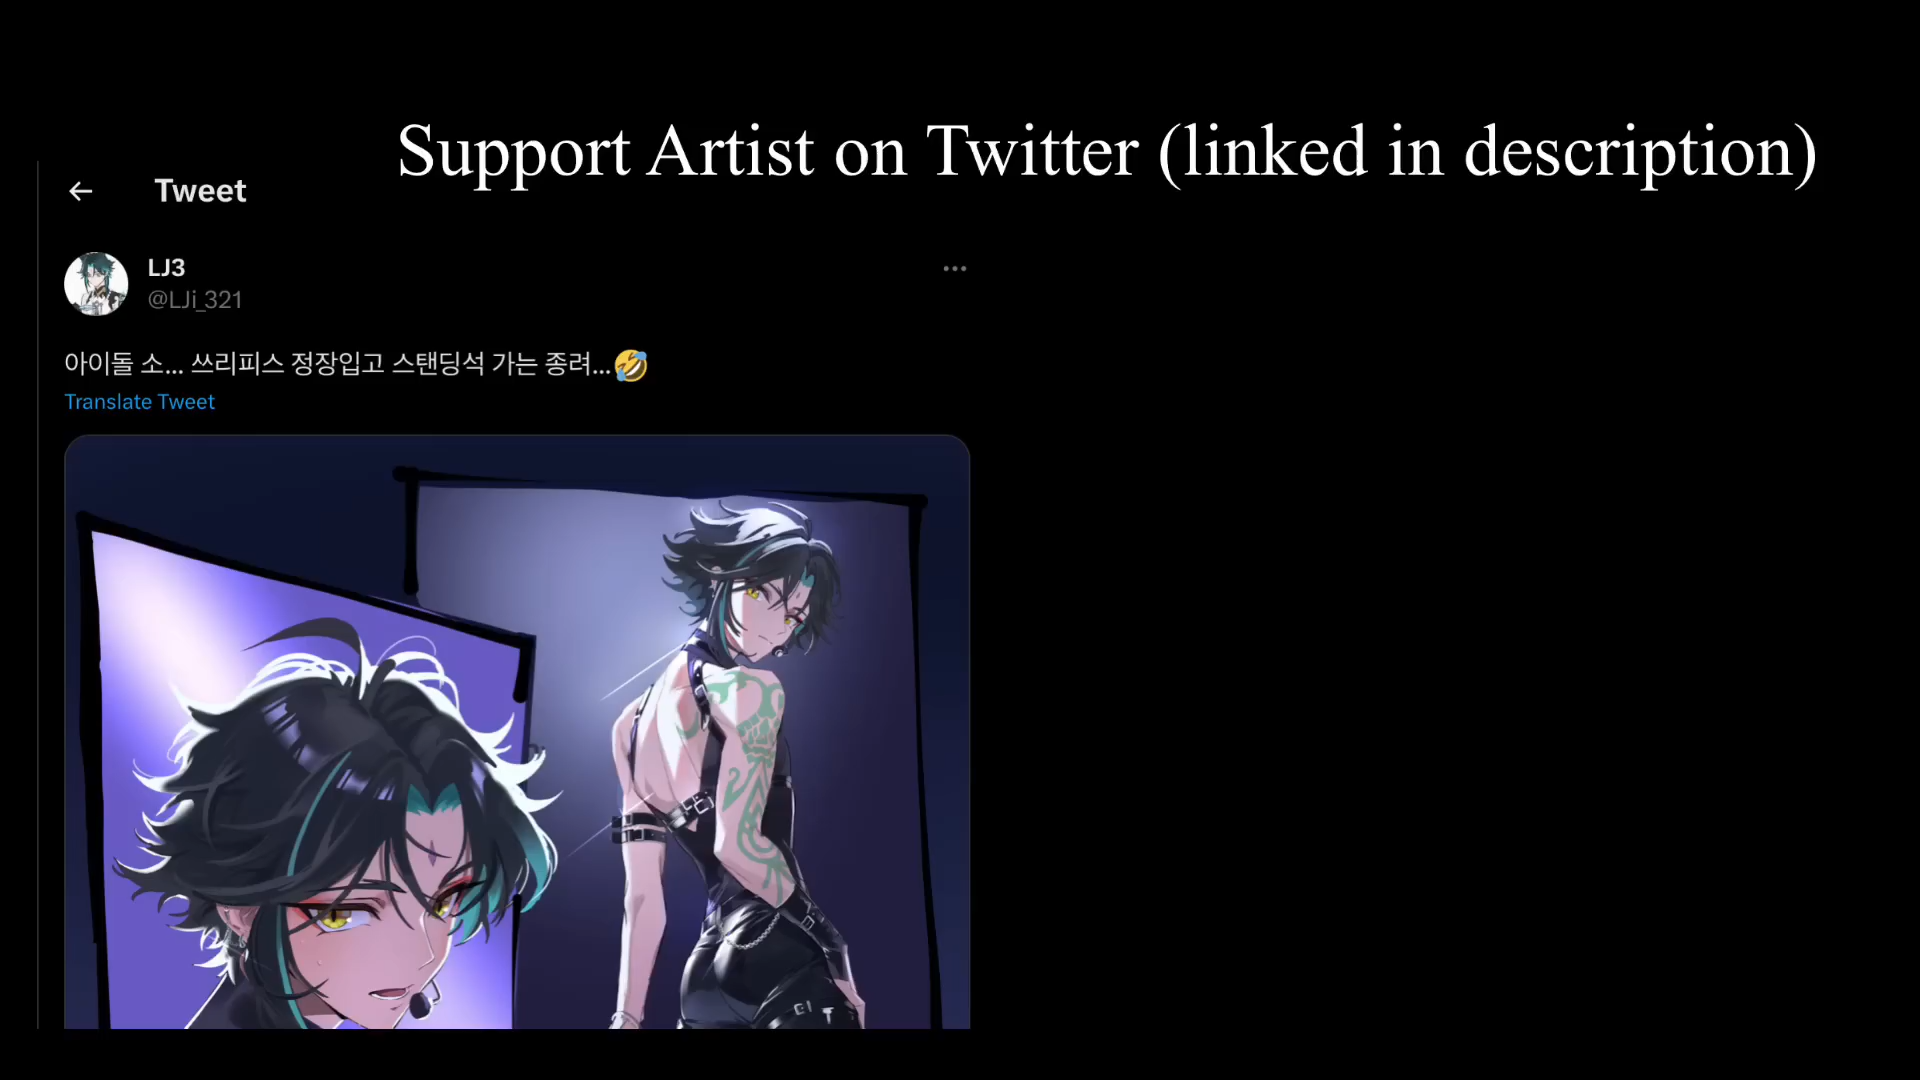 Support Artist on Twitter (linked in description)
Tweet
LJ3
@LJi_321
아이돌 소... 쓰리피스 정장입고 스탠딩석 가는 종려...🤣
Translate Tweet